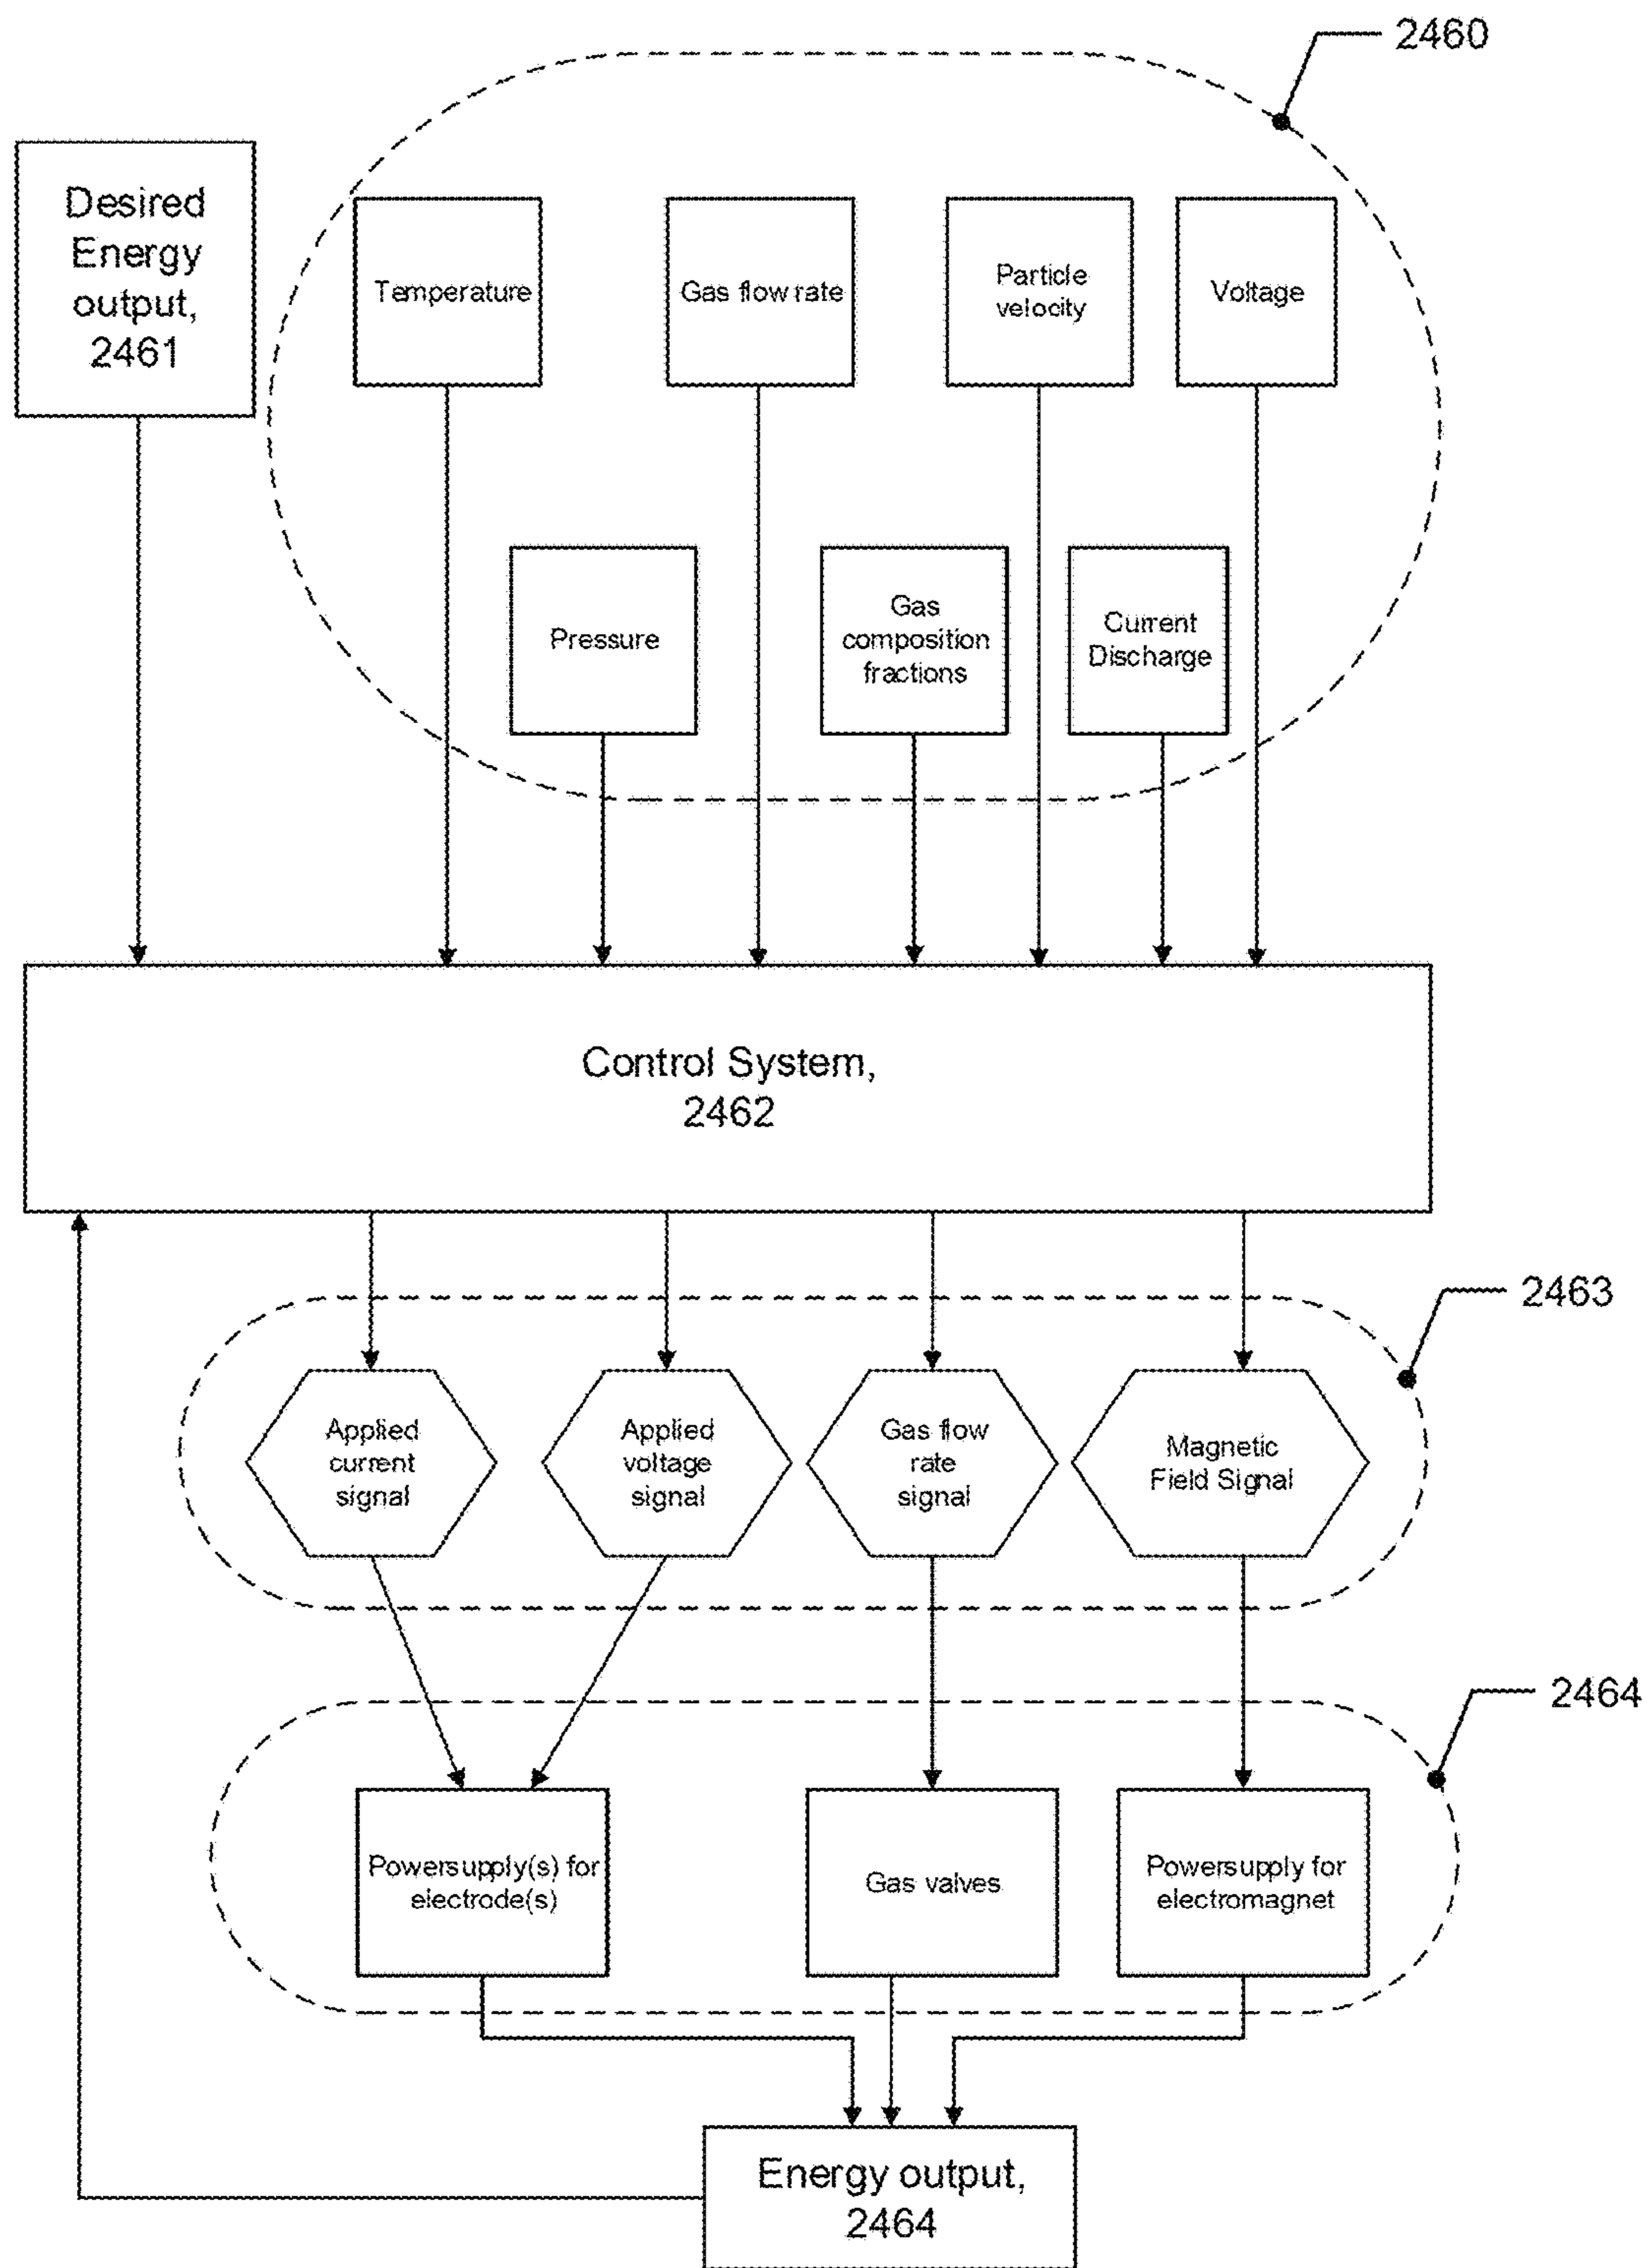 2460
Desired
Energy
output,
2461
Temperature
Gas flow rate
Particle
velocity
Voltage
Pressure
Gas
composition
fractions
Current
Discharge
Control System,
2462
2463
Applied
current
signal
Applied
voltage
signal
Gas flow
rate
signal
Magnetic
Field Signal
2464
Powersupply(s) for
electrode(s)
Gas valves
Powersupply for
electromagnet
Energy output,
2464